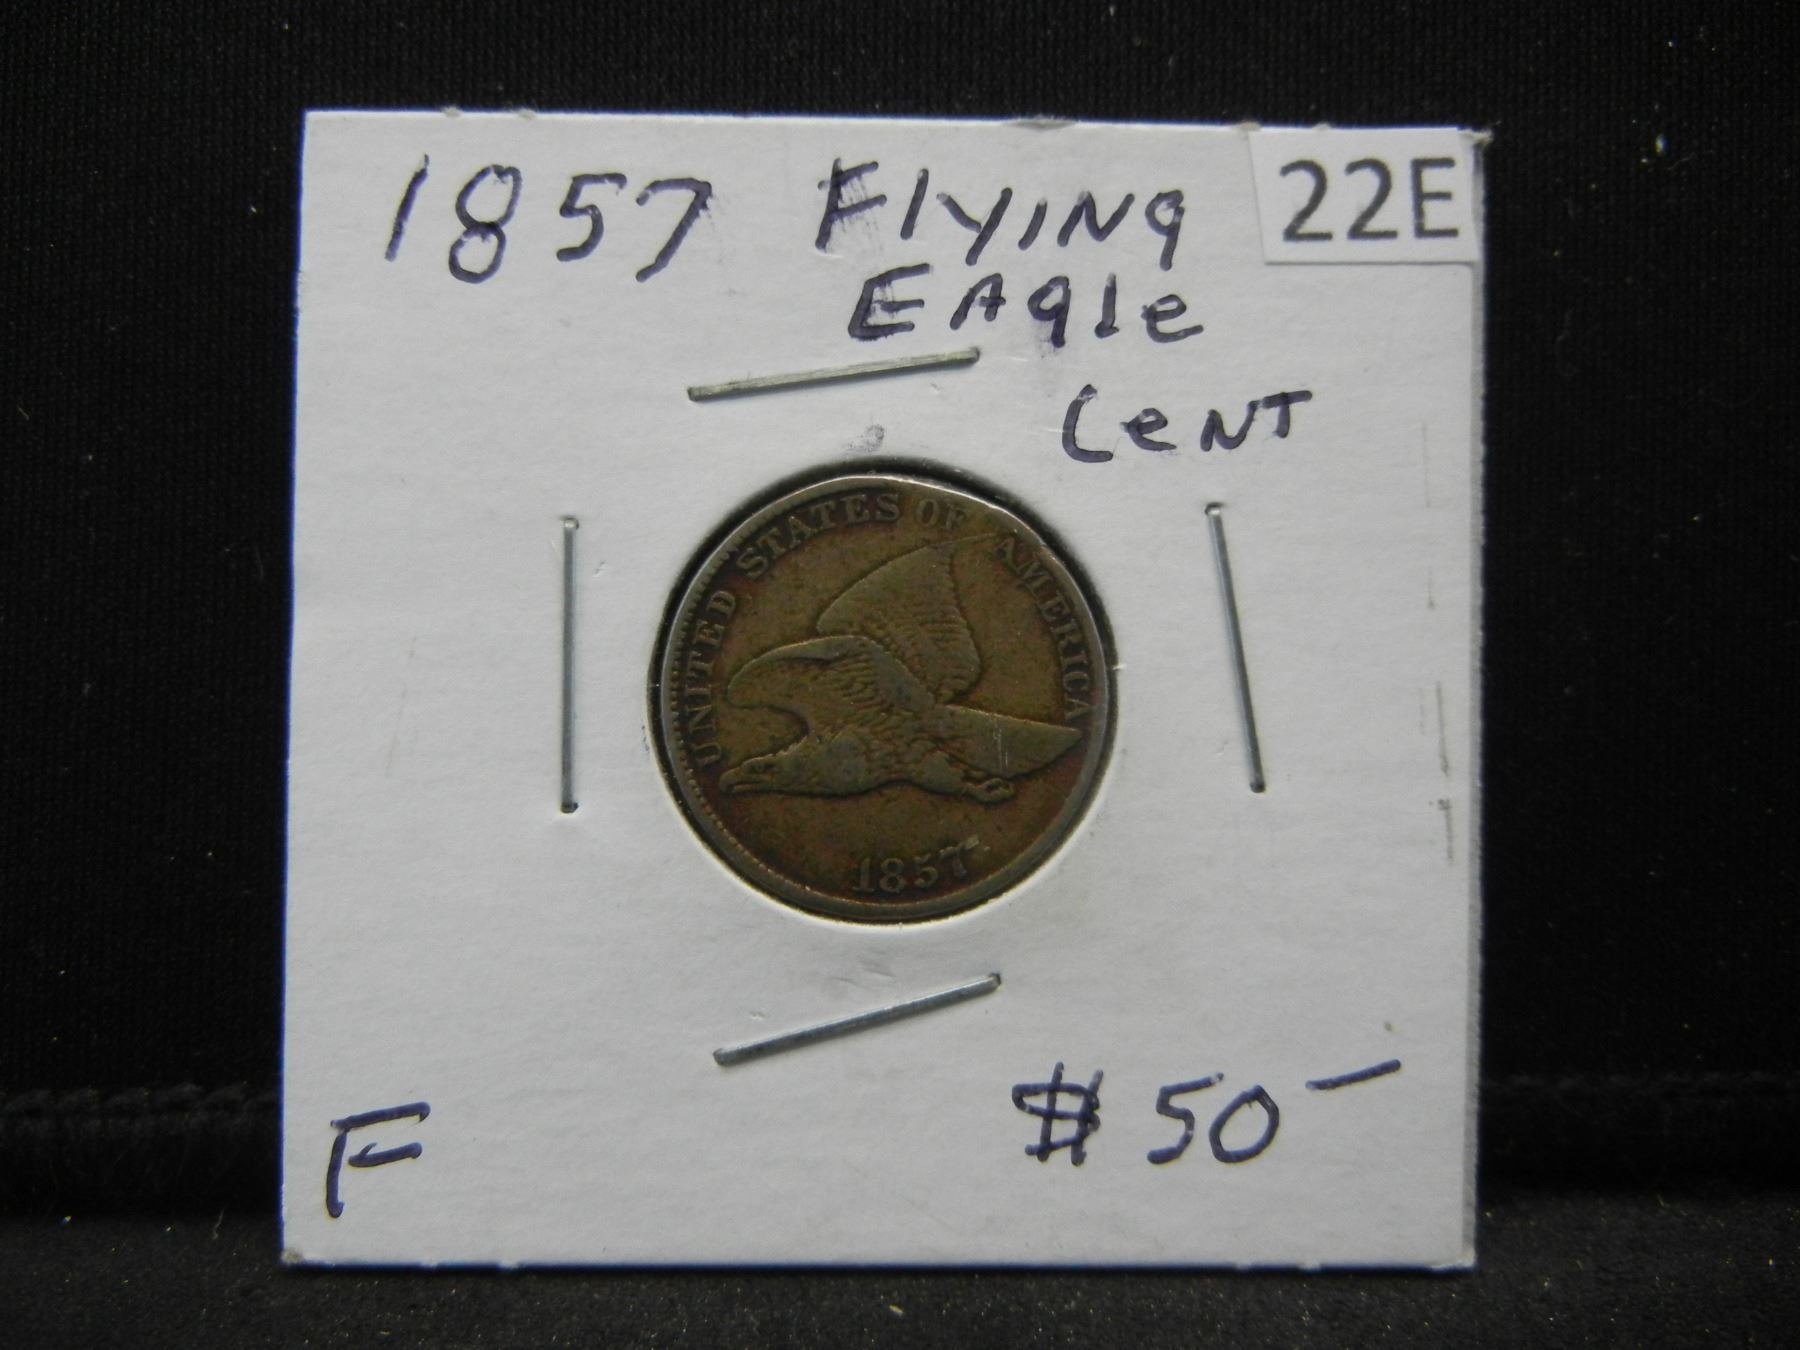 1857 Flying
22E
Eagle
Cent
UNITED STATES OF AMERICA
1857
F
$50-